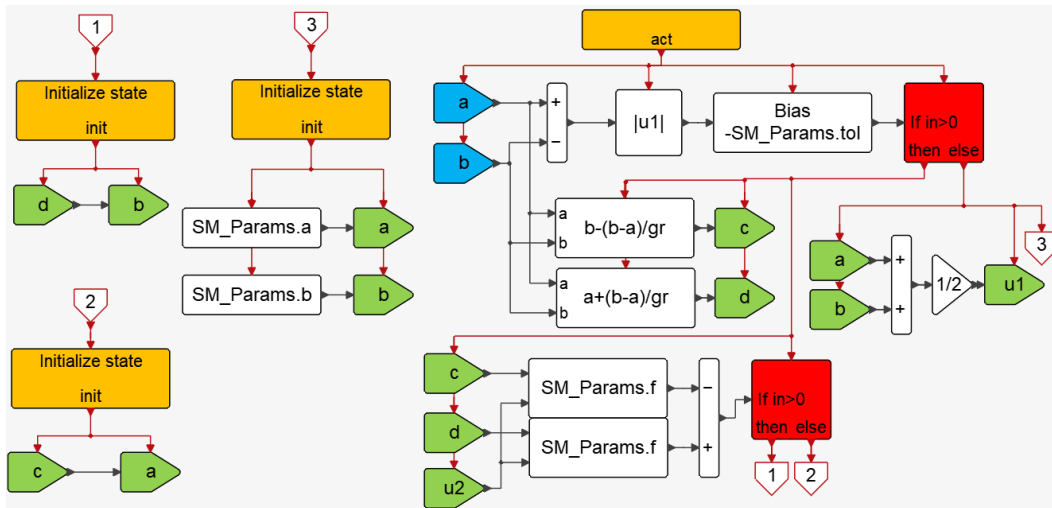 1
Initialize state
init
d
b
2
Initialize state
init
c
a
3
Initialize state
init
SM_Params.a
a
SM_Params.b
b
act
a
b
+
−
|u1|
Bias
-SM_Params.tol
If in>0
then else
a
b
b-(b-a)/gr
c
a
b
a+(b-a)/gr
d
a
b
+
+
1/2
u1
3
c
d
u2
SM_Params.f
SM_Params.f
−
+
If in>0
then else
1
2